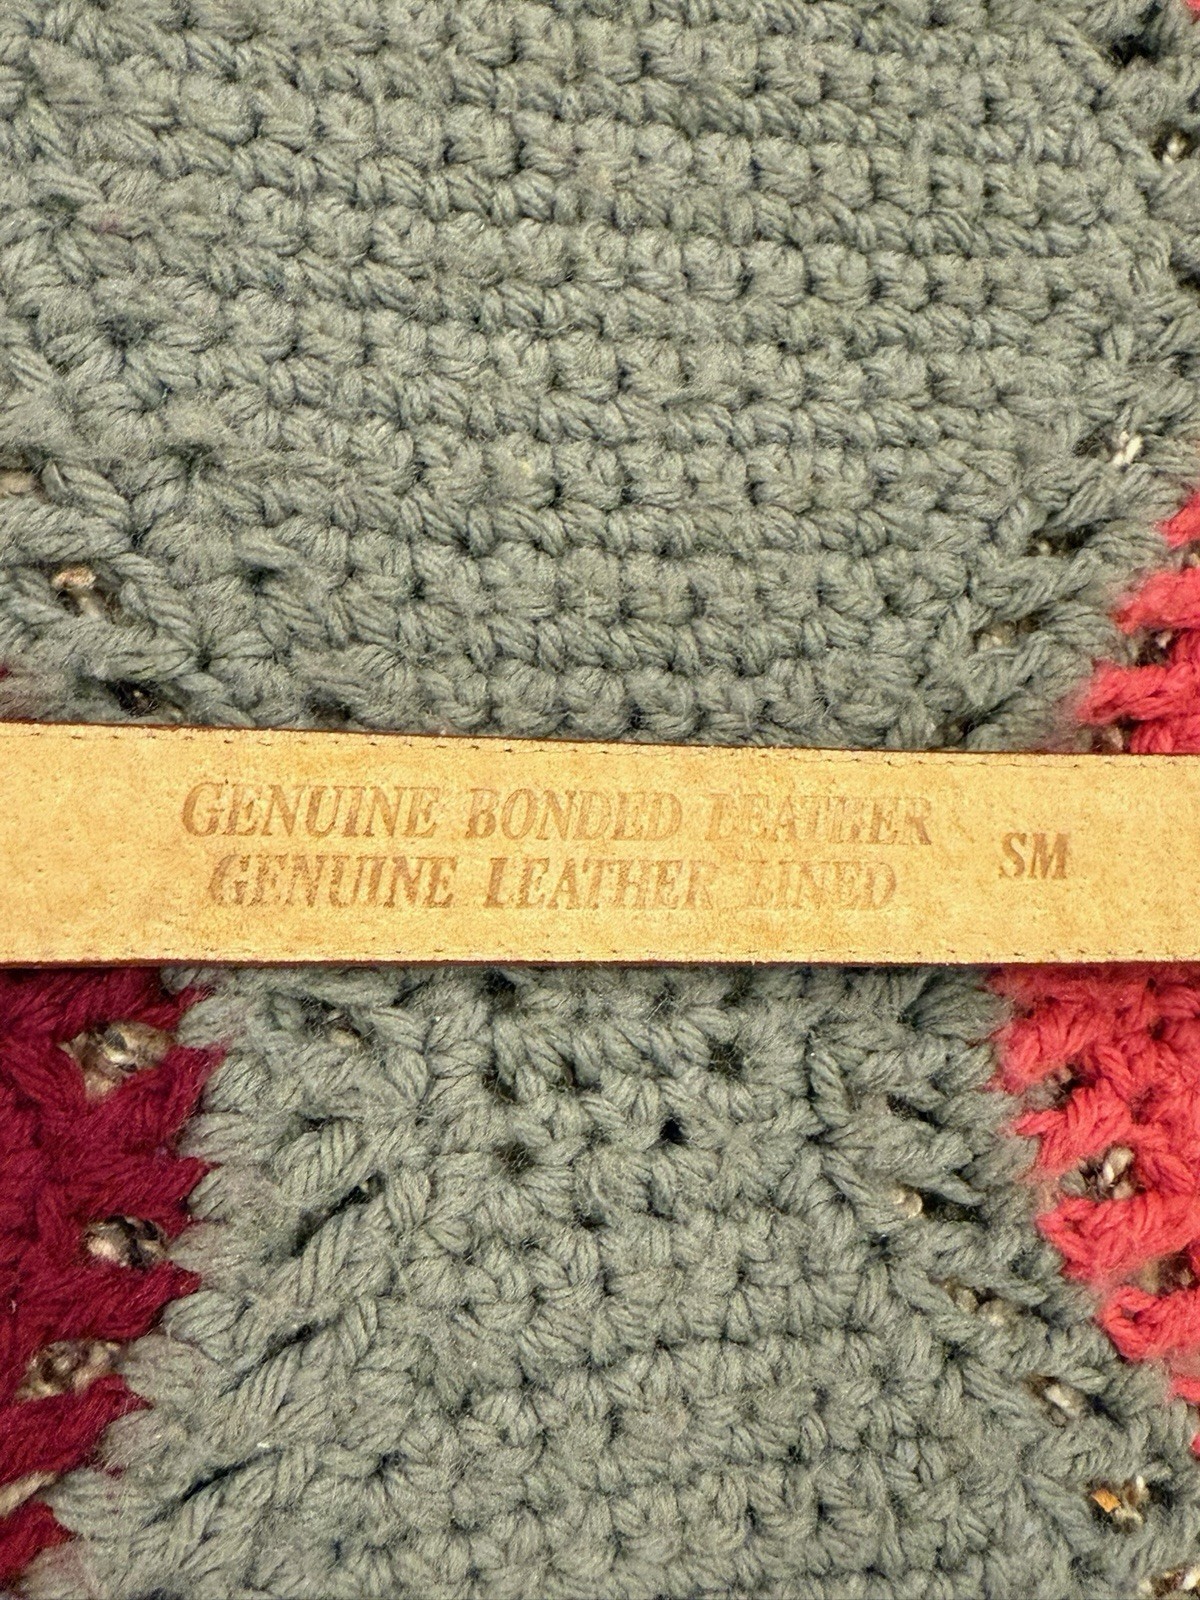 GENUINE BONDED LEATHER
GENUINE LEATHER LINED
SM